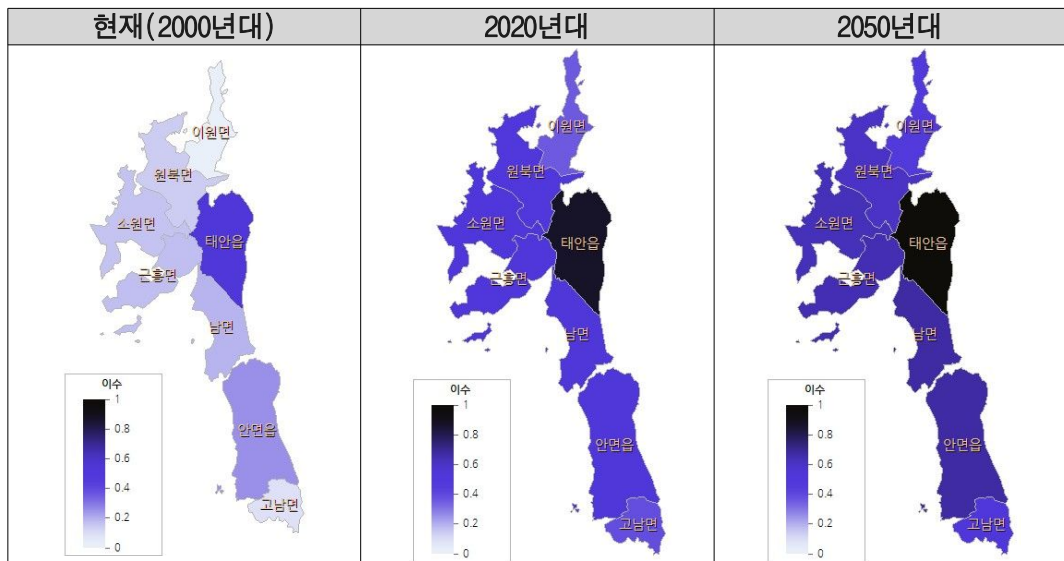 현재(2000년대)
2020년대
2050년대
이원면
원북면
소원면
태안읍
근흥면
남면
안면읍
고남면
이수
1
0.8
0.6
0.4
0.2
0
이원면
원북면
소원면
태안읍
근흥면
남면
안면읍
고남면
이수
1
0.8
0.6
0.4
0.2
0
이원면
원북면
소원면
태안읍
근흥면
남면
안면읍
고남면
이수
1
0.8
0.6
0.4
0.2
0